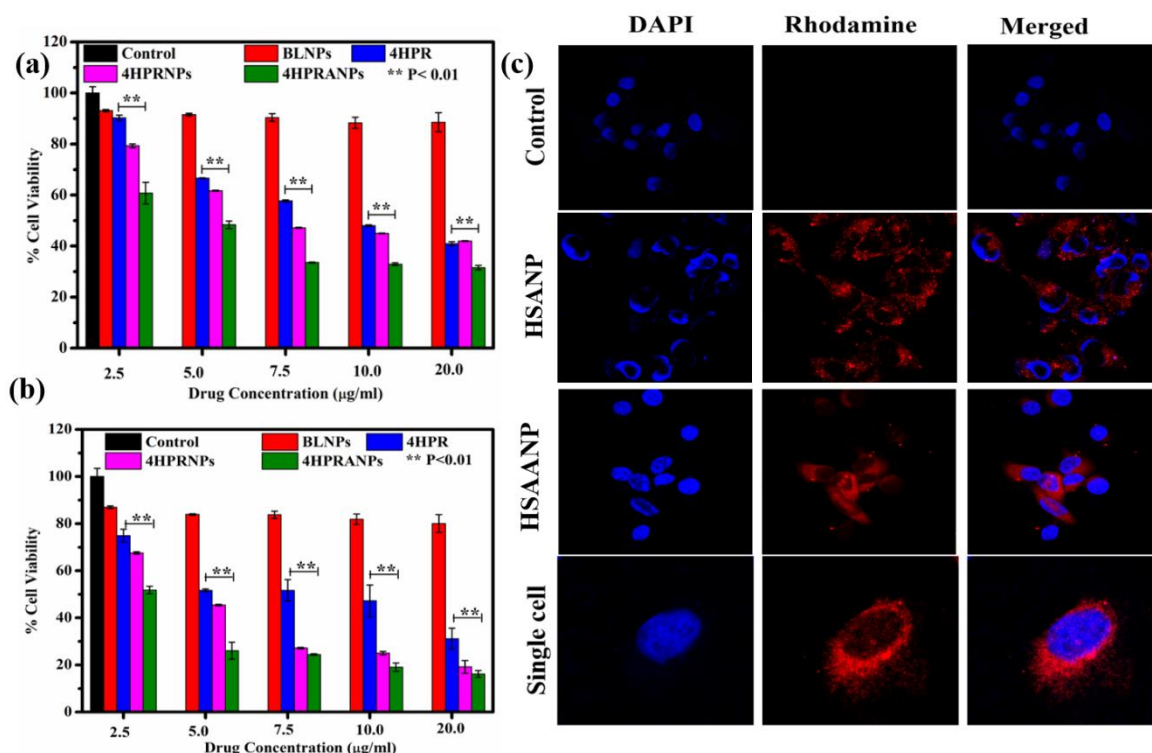 (a)
120
100
80
60
40
20
0
% Cell Viability
Control BLNPs 4HPR
4HPRNPs 4HPRANPs ** P< 0.01
** ** ** ** **
2.5 5.0 7.5 10.0 20.0
Drug Concentration (μg/ml)
(b)
120
100
80
60
40
20
0
% Cell Viability
Control BLNPs 4HPR
4HPRNPs 4HPRANPs ** P<0.01
** ** ** ** **
2.5 5.0 7.5 10.0 20.0
Drug Concentration (μg/ml)
(c)
DAPI Rhodamine Merged
Control
HSANP
HSAANP
Single cell